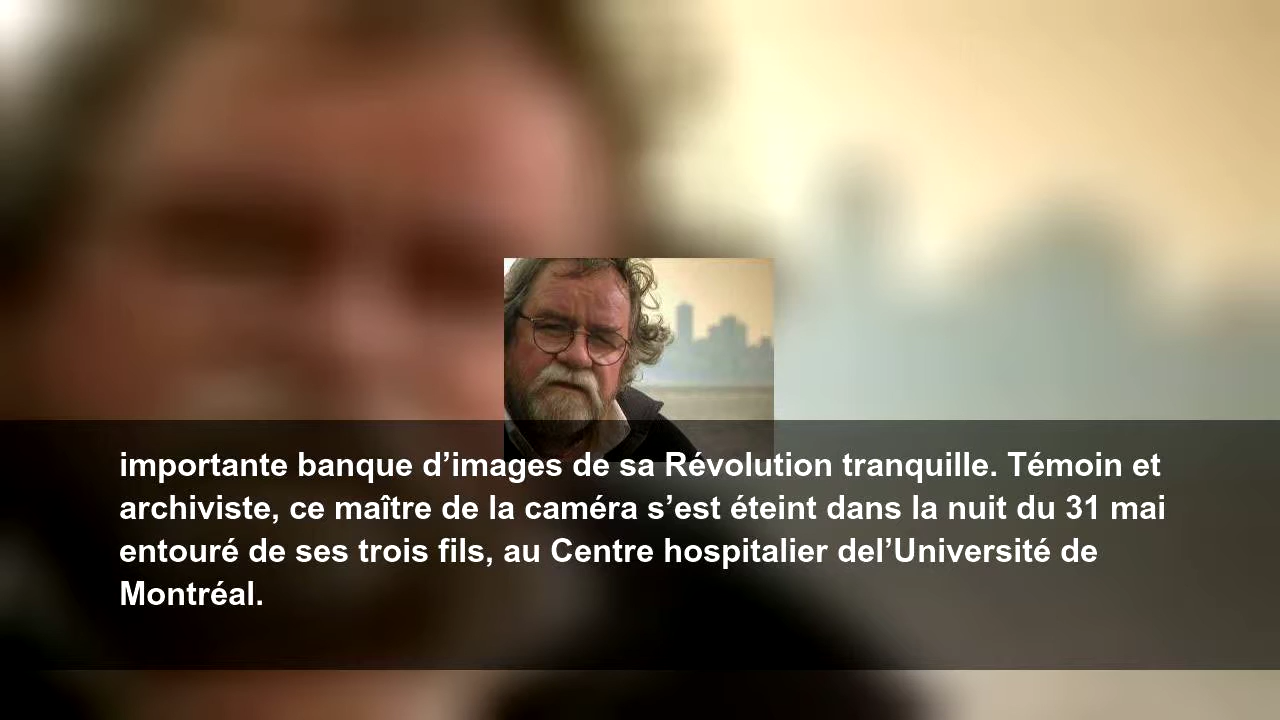 importante banque d’images de sa Révolution tranquille. Témoin et
archiviste, ce maître de la caméra s’est éteint dans la nuit du 31 mai
entouré de ses trois fils, au Centre hospitalier del’Université de
Montréal.